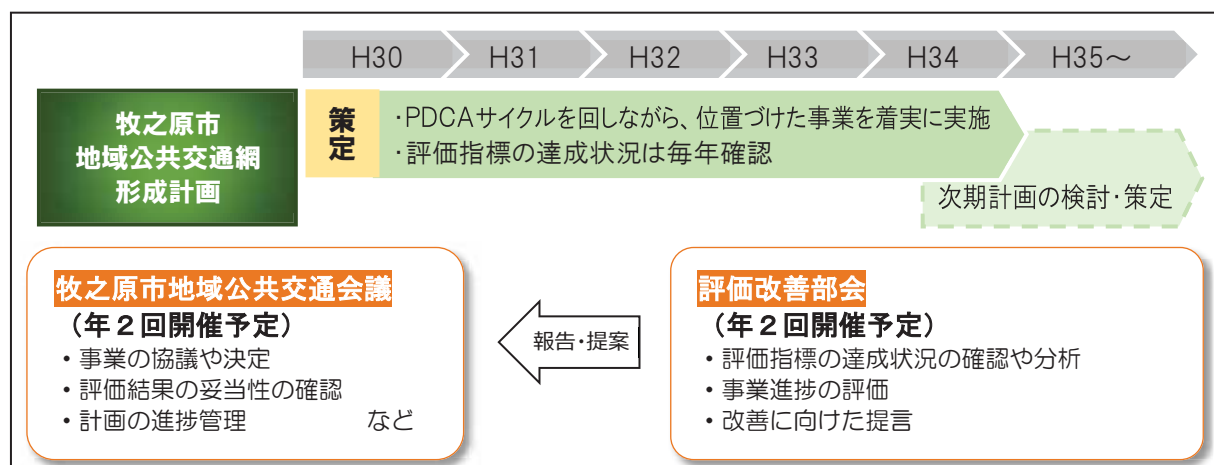 H30 H31 H32 H33 H34 H35～
牧之原市
地域公共交通網
形成計画
策定
・PDCAサイクルを回しながら、位置づけた事業を着実に実施
・評価指標の達成状況は毎年確認
次期計画の検討・策定
牧之原市地域公共交通会議
（年２回開催予定）
・事業の協議や決定
・評価結果の妥当性の確認
・計画の進捗管理　　　　など
報告・提案
評価改善部会
（年２回開催予定）
・評価指標の達成状況の確認や分析
・事業進捗の評価
・改善に向けた提言